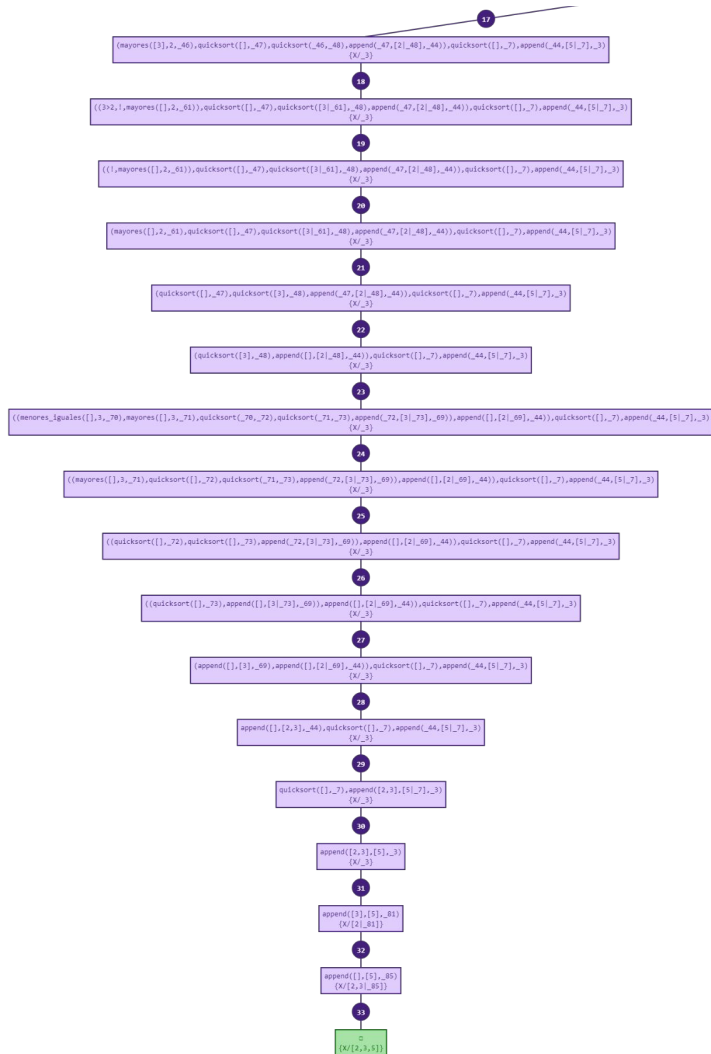 17
(mayores([3],2,_46),quicksort([],_47),quicksort(_46,_48),append(_47,[2|_48],_44)),quicksort([],_7),append(_44,[5|_7],_3)
{X/_3}
18
((3>2,!,mayores([],2,_61)),quicksort([],_47),quicksort([3|_61],_48),append(_47,[2|_48],_44)),quicksort([],_7),append(_44,[5|_7],_3)
{X/_3}
19
((!,mayores([],2,_61)),quicksort([],_47),quicksort([3|_61],_48),append(_47,[2|_48],_44)),quicksort([],_7),append(_44,[5|_7],_3)
{X/_3}
20
(mayores([],2,_61),quicksort([],_47),quicksort([3|_61],_48),append(_47,[2|_48],_44)),quicksort([],_7),append(_44,[5|_7],_3)
{X/_3}
21
(quicksort([],_47),quicksort([3],_48),append(_47,[2|_48],_44)),quicksort([],_7),append(_44,[5|_7],_3)
{X/_3}
22
(quicksort([3],_48),append([],[2|_48],_44)),quicksort([],_7),append(_44,[5|_7],_3)
{X/_3}
23
((menores_iguales([],3,_70),mayores([],3,_71),quicksort(_70,_72),quicksort(_71,_73),append(_72,[3|_73],_69)),append([],[2|_69],_44)),quicksort([],_7),append(_44,[5|_7],_3)
{X/_3}
24
((mayores([],3,_71),quicksort([],_72),quicksort(_71,_73),append(_72,[3|_73],_69)),append([],[2|_69],_44)),quicksort([],_7),append(_44,[5|_7],_3)
{X/_3}
25
((quicksort([],_72),quicksort([],_73),append(_72,[3|_73],_69)),append([],[2|_69],_44)),quicksort([],_7),append(_44,[5|_7],_3)
{X/_3}
26
((quicksort([],_73),append([],[3|_73],_69)),append([],[2|_69],_44)),quicksort([],_7),append(_44,[5|_7],_3)
{X/_3}
27
(append([],[3],_69),append([],[2|_69],_44)),quicksort([],_7),append(_44,[5|_7],_3)
{X/_3}
28
append([],[2,3],_44),quicksort([],_7),append(_44,[5|_7],_3)
{X/_3}
29
quicksort([],_7),append([2,3],[5|_7],_3)
{X/_3}
30
append([2,3],[5],_3)
{X/_3}
31
append([3],[5],_81)
{X/[2|_81]}
32
append([],[5],_85)
{X/[2,3|_85]}
33
□
{X/[2,3,5]}